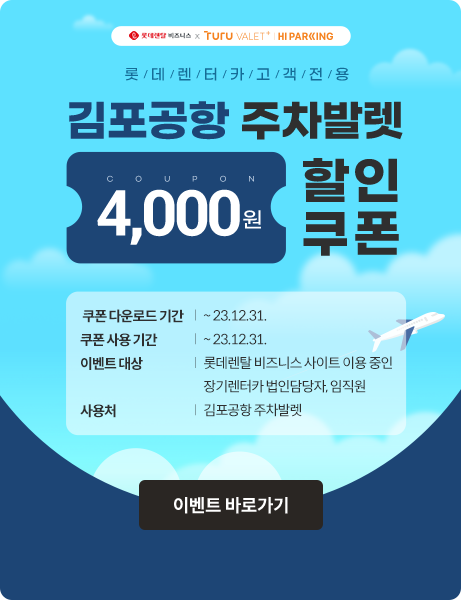 롯데렌탈 비즈니스 x TURU VALET+ | HI PARKING
롯/데/렌/터/카/고/객/전/용
김포공항 주차발렛
COUPON
4,000원
할인
쿠폰
쿠폰 다운로드 기간 | ~ 23.12.31.
쿠폰 사용 기간 | ~ 23.12.31.
이벤트 대상 | 롯데렌탈 비즈니스 사이트 이용 중인
장기렌터카 법인담당자, 임직원
사용처 | 김포공항 주차발렛
이벤트 바로가기